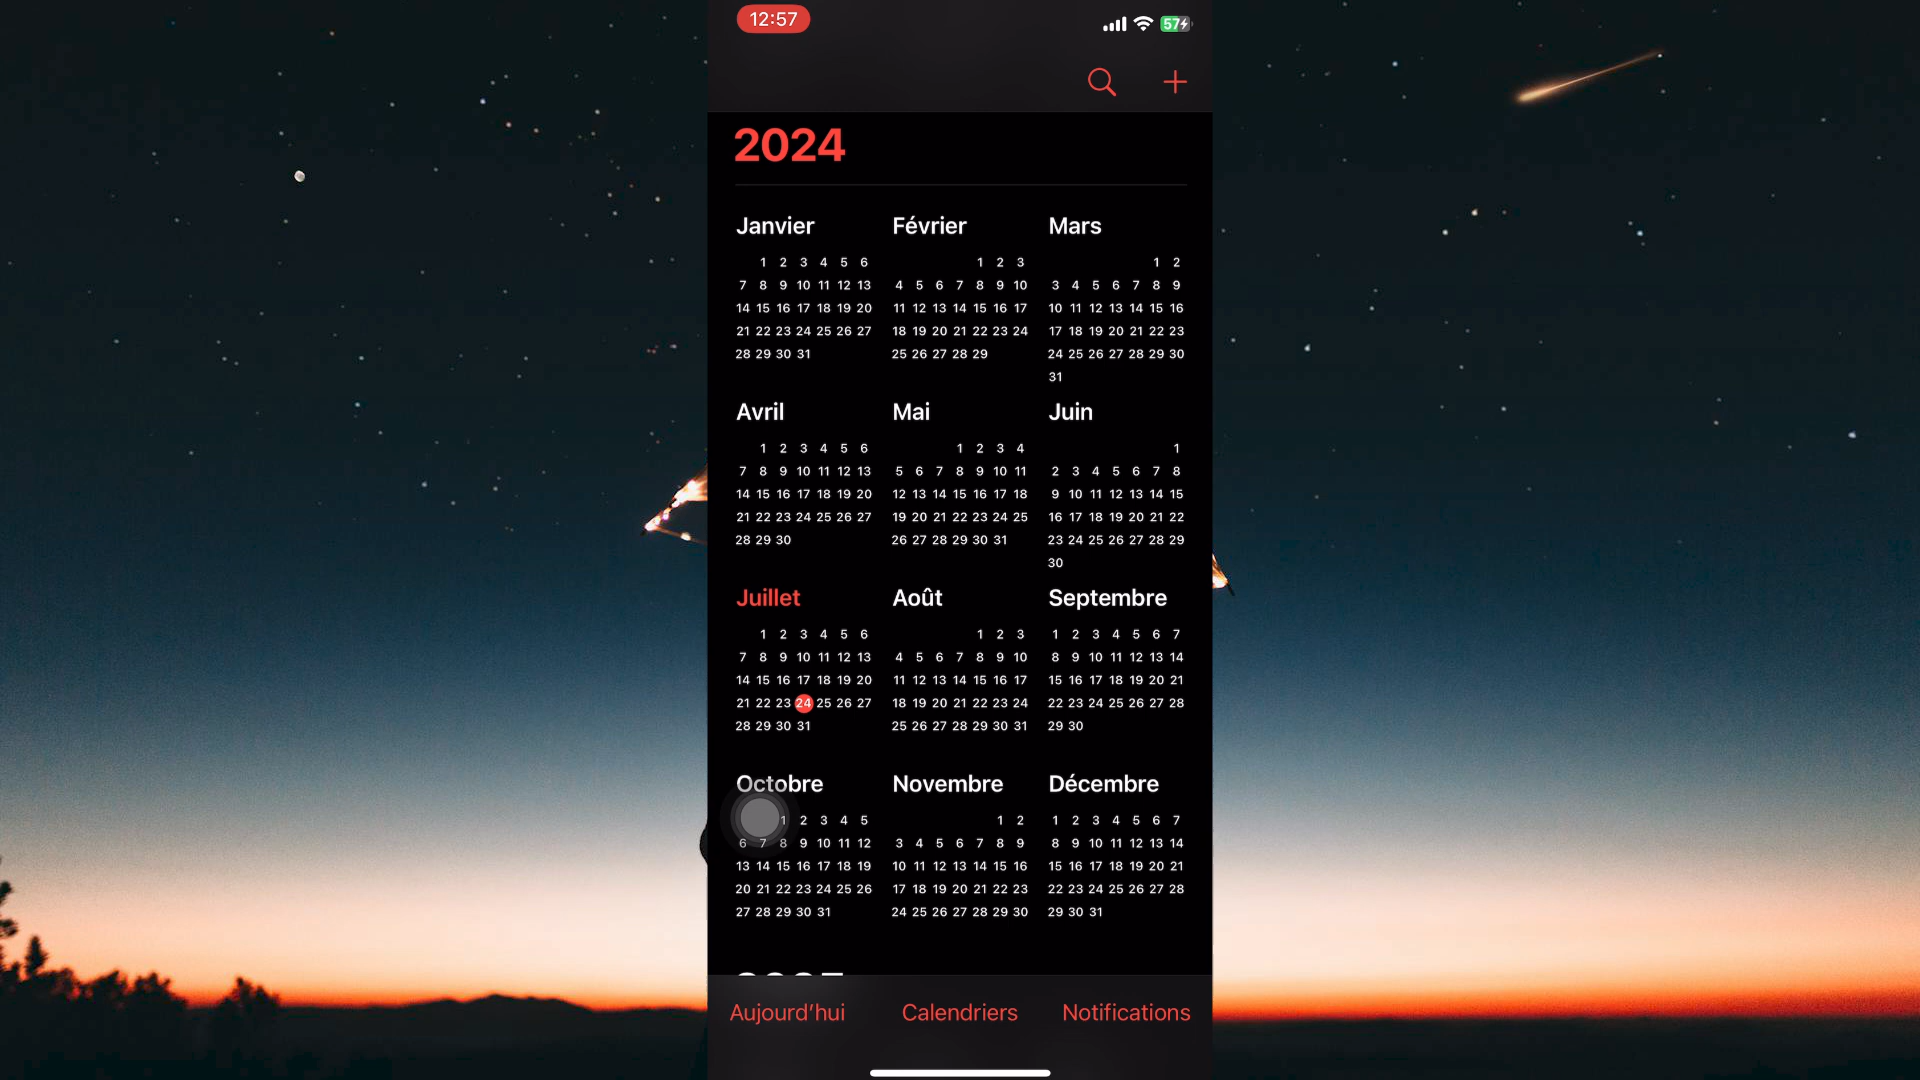 12:57
57
2024
Janvier Février Mars
1 2 3 4 5 6 1 2 3 1 2
7 8 9 10 11 12 13 4 5 6 7 8 9 10 3 4 5 6 7 8 9
14 15 16 17 18 19 20 11 12 13 14 15 16 17 10 11 12 13 14 15 16
21 22 23 24 25 26 27 18 19 20 21 22 23 24 17 18 19 20 21 22 23
28 29 30 31 25 26 27 28 29 24 25 26 27 28 29 30
31
Avril Mai Juin
1 2 3 4 5 6 1 2 3 4 1
7 8 9 10 11 12 13 5 6 7 8 9 10 11 2 3 4 5 6 7 8
14 15 16 17 18 19 20 12 13 14 15 16 17 18 9 10 11 12 13 14 15
21 22 23 24 25 26 27 19 20 21 22 23 24 25 16 17 18 19 20 21 22
28 29 30 26 27 28 29 30 31 23 24 25 26 27 28 29
30
Juillet Août Septembre
1 2 3 4 5 6 1 2 3 1 2 3 4 5 6 7
7 8 9 10 11 12 13 4 5 6 7 8 9 10 8 9 10 11 12 13 14
14 15 16 17 18 19 20 11 12 13 14 15 16 17 15 16 17 18 19 20 21
21 22 23 24 25 26 27 18 19 20 21 22 23 24 22 23 24 25 26 27 28
28 29 30 31 25 26 27 28 29 30 31 29 30
Octobre Novembre Décembre
1 2 3 4 5 1 2 1 2 3 4 5 6 7
6 7 8 9 10 11 12 3 4 5 6 7 8 9 8 9 10 11 12 13 14
13 14 15 16 17 18 19 10 11 12 13 14 15 16 15 16 17 18 19 20 21
20 21 22 23 24 25 26 17 18 19 20 21 22 23 22 23 24 25 26 27 28
27 28 29 30 31 24 25 26 27 28 29 30 29 30 31
Aujourd’hui Calendriers Notifications